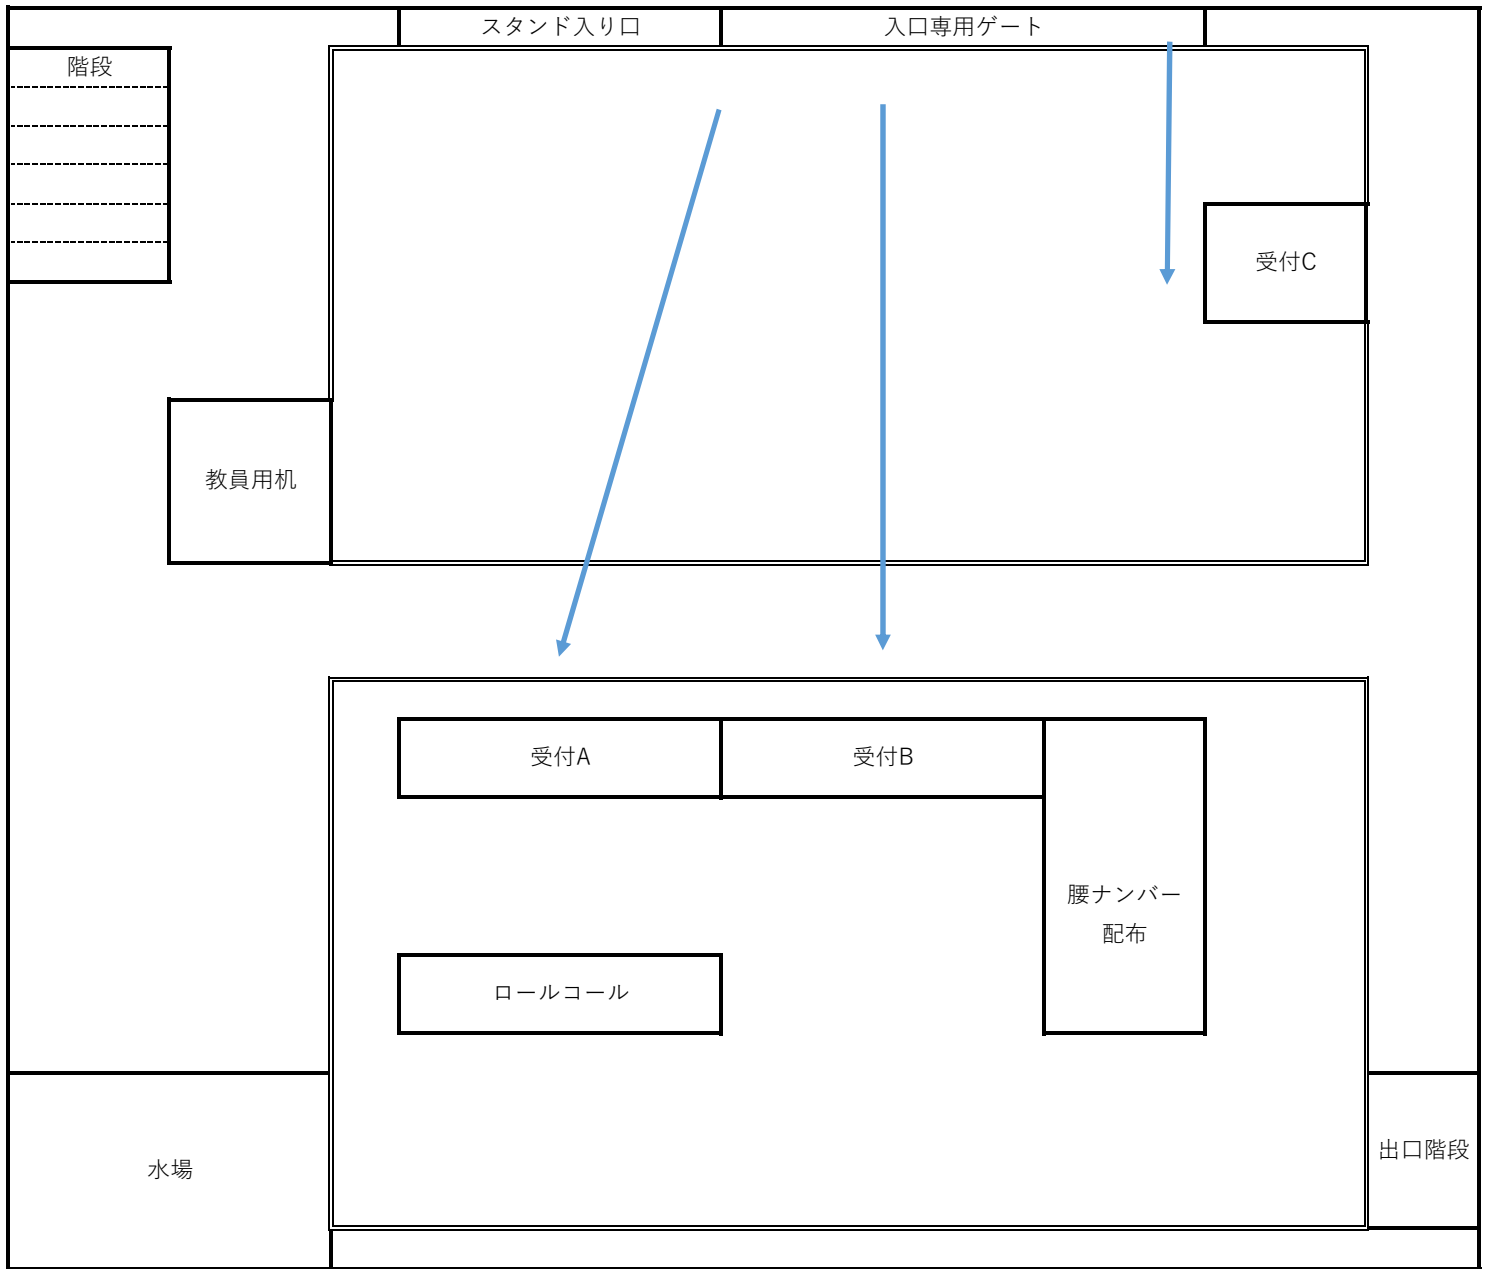 スタンド入り口
入口専用ゲート
階段
受付C
教員用机
受付A
受付B
腰ナンバー
配布
ロールコール
出口階段
水場